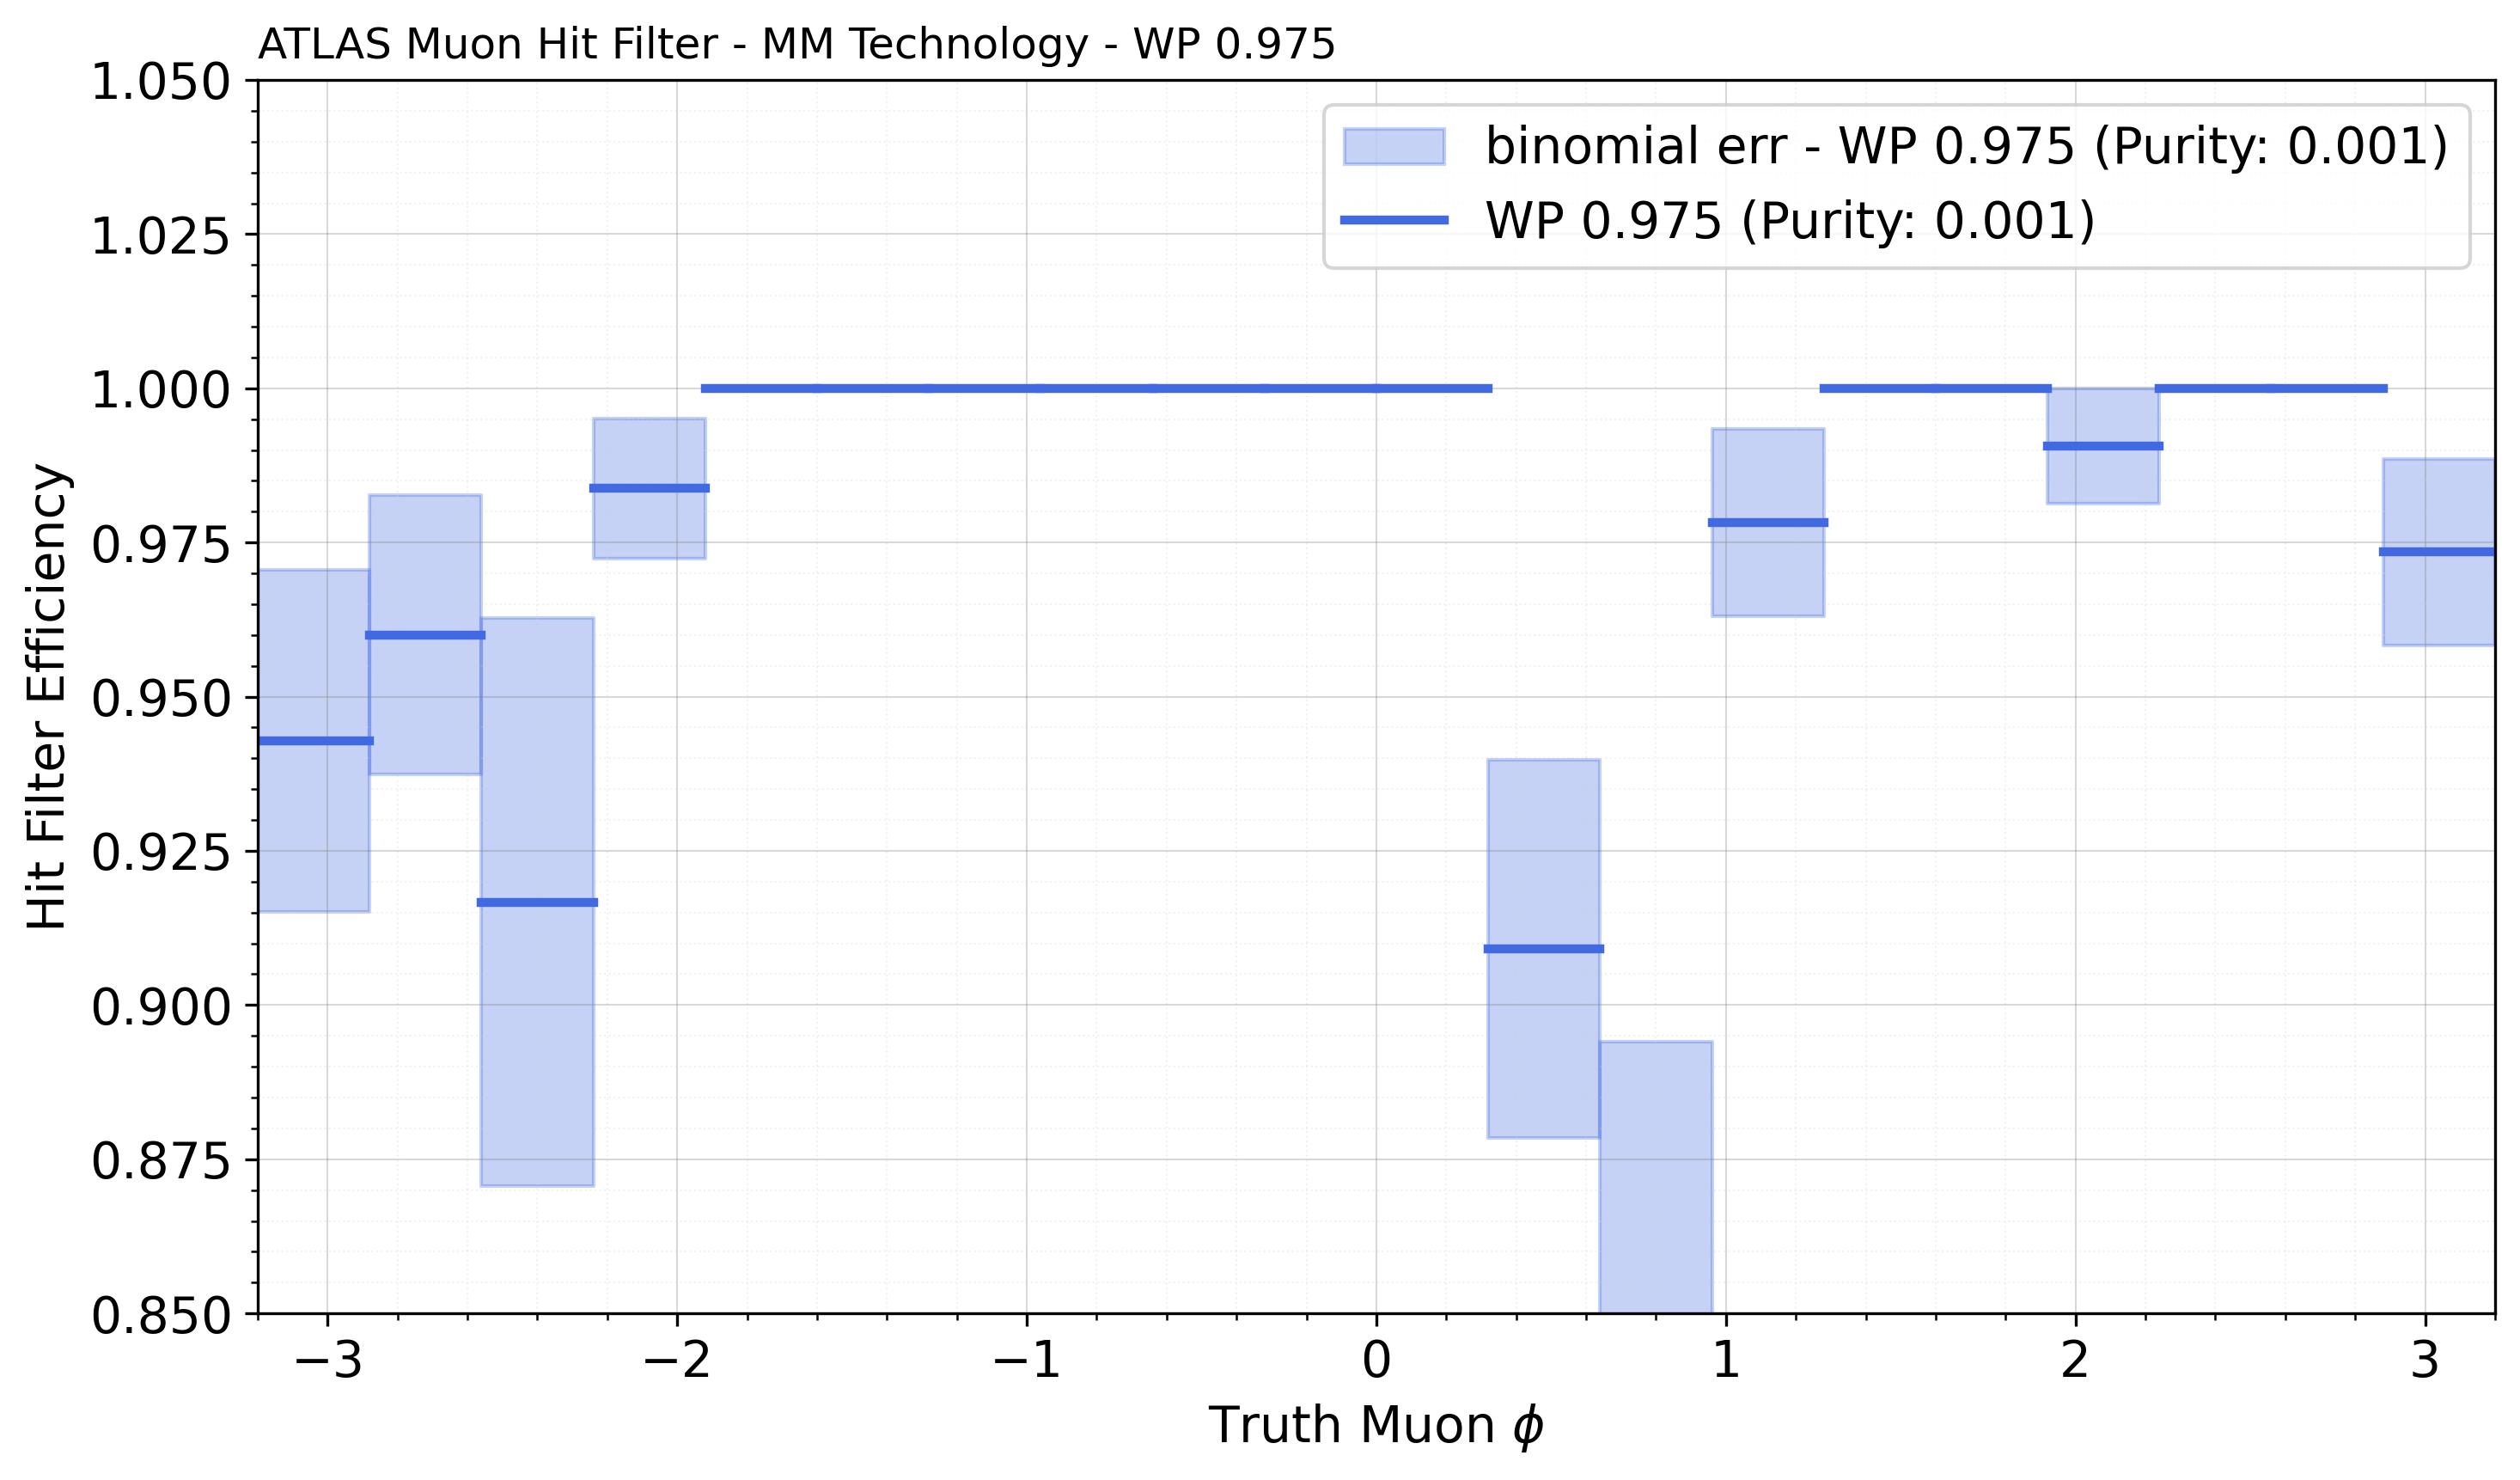 ATLAS Muon Hit Filter - MM Technology - WP 0.975
1.050
1.025
1.000
0.975
0.950
0.925
0.900
0.875
0.850
Hit Filter Efficiency
binomial err - WP 0.975 (Purity: 0.001)
WP 0.975 (Purity: 0.001)
−3 −2 −1 0 1 2 3
Truth Muon ϕ